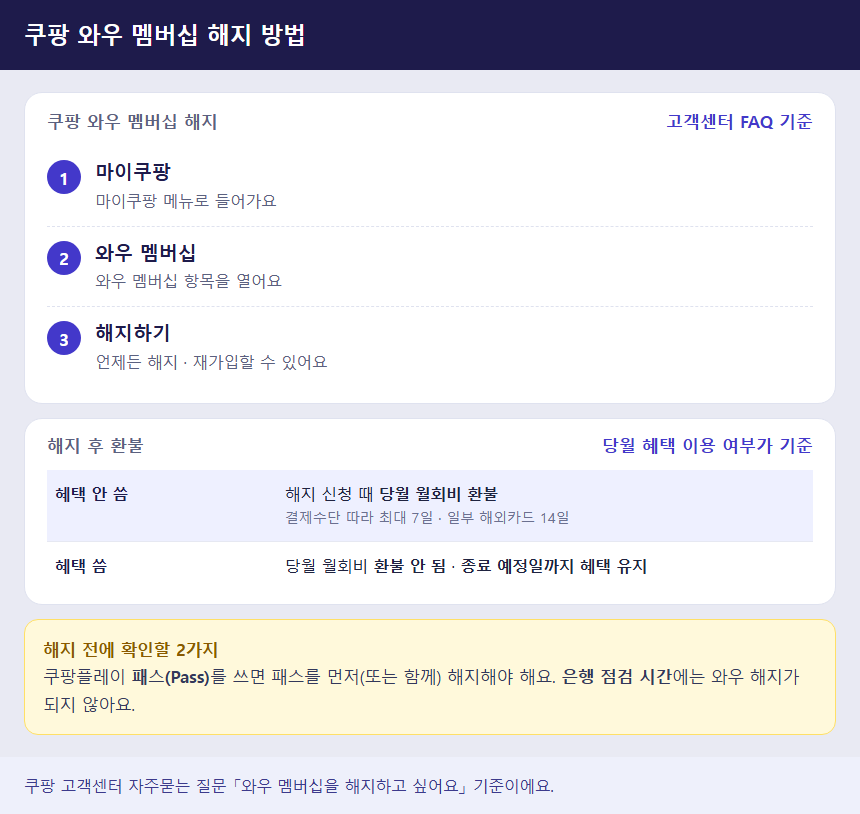 쿠팡 와우 멤버십 해지 방법
쿠팡 와우 멤버십 해지
고객센터 FAQ 기준
1
마이쿠팡
마이쿠팡 메뉴로 들어가요
2
와우 멤버십
와우 멤버십 항목을 열어요
3
해지하기
언제든 해지 · 재가입할 수 있어요
해지 후 환불
당월 혜택 이용 여부가 기준
혜택 안 씀
해지 신청 때 당월 월회비 환불
결제수단 따라 최대 7일 · 일부 해외카드 14일
혜택 씀
당월 월회비 환불 안 됨 · 종료 예정일까지 혜택 유지
해지 전에 확인할 2가지
쿠팡플레이 패스(Pass)를 쓰면 패스를 먼저(또는 함께) 해지해야 해요. 은행 점검 시간에는 와우 해지가
되지 않아요.
쿠팡 고객센터 자주묻는 질문 「와우 멤버십을 해지하고 싶어요」 기준이에요.